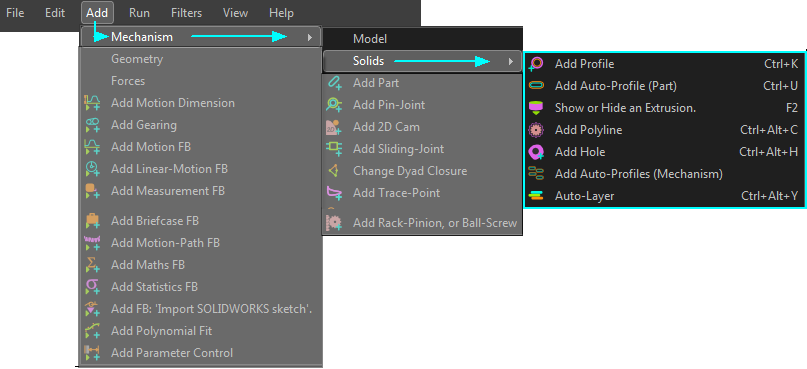 File Edit Add Run Filters View Help
Mechanism
Geometry
Forces
Add Motion Dimension
Add Gearing
Add Motion FB
Add Linear-Motion FB
Add Measurement FB
Add Briefcase FB
Add Motion-Path FB
Add Maths FB
Add Statistics FB
Add FB: 'Import SOLIDWORKS sketch'.
Add Polynomial Fit
Add Parameter Control
Model
Solids
Add Part
Add Pin-Joint
Add 2D Cam
Add Sliding-Joint
Change Dyad Closure
Add Trace-Point
Add Rack-Pinion, or Ball-Screw
Add Profile Ctrl+K
Add Auto-Profile (Part) Ctrl+U
Show or Hide an Extrusion. F2
Add Polyline Ctrl+Alt+C
Add Hole Ctrl+Alt+H
Add Auto-Profiles (Mechanism)
Auto-Layer Ctrl+Alt+Y